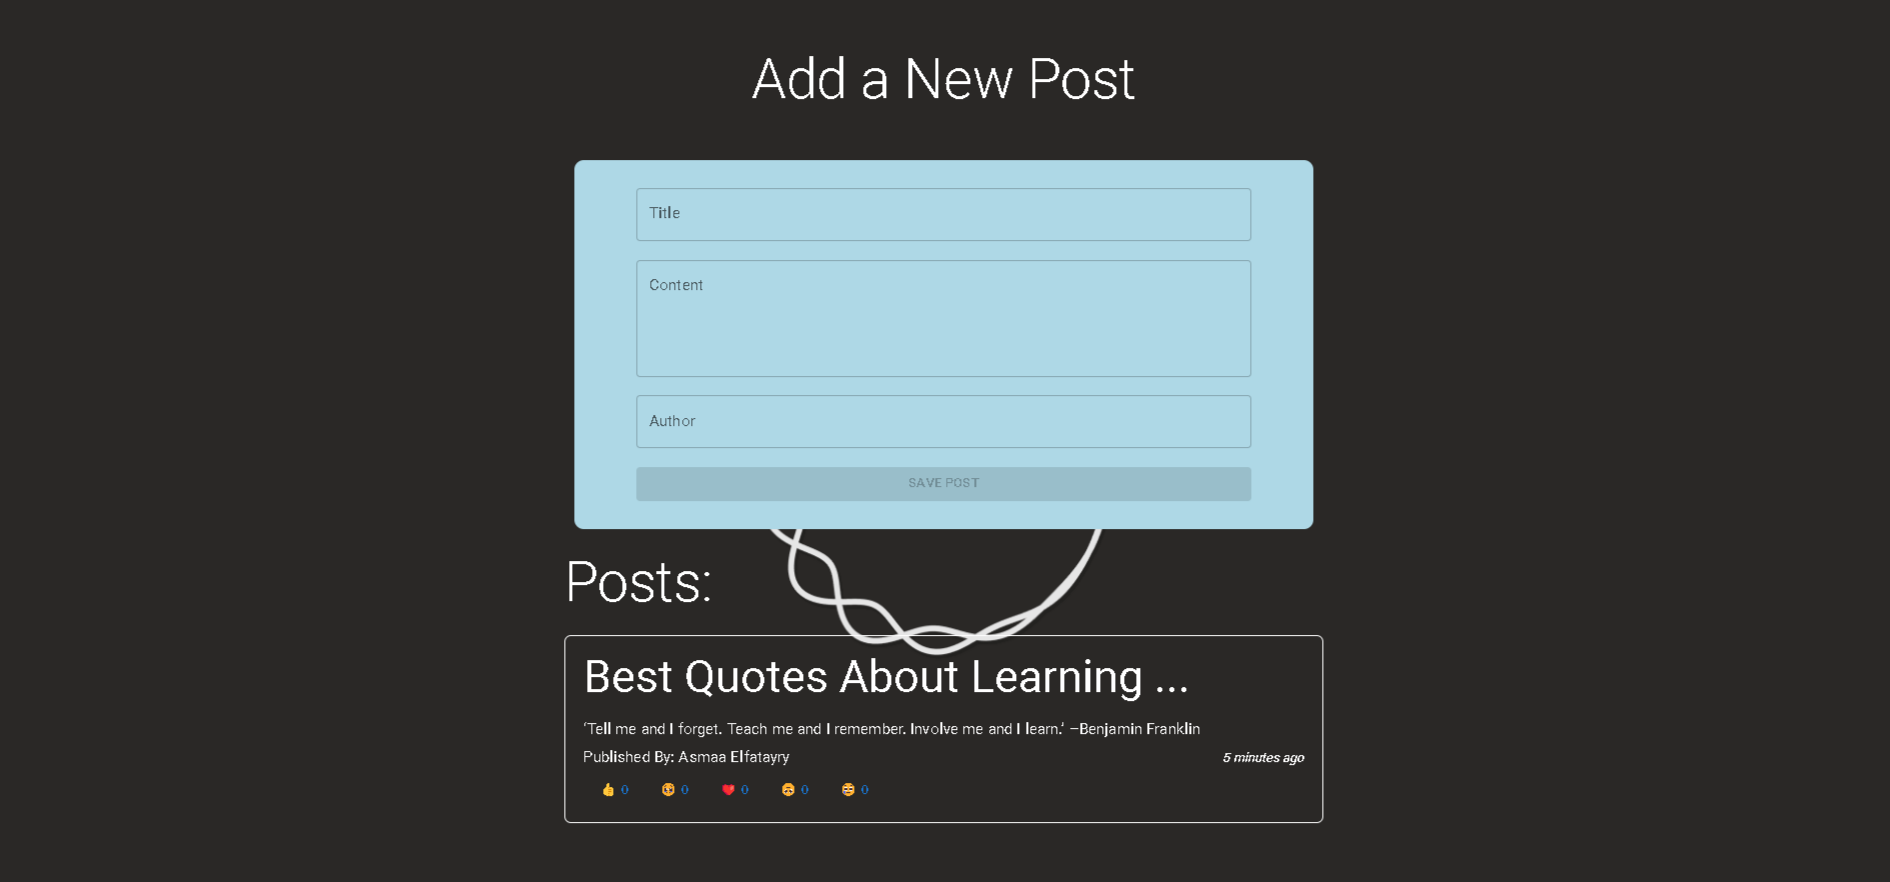 Add a New Post
Title
Content
Author
SAVE POST
Posts:
Best Quotes About Learning ...
‘Tell me and I forget. Teach me and I remember. Involve me and I learn.’ –Benjamin Franklin
Published By: Asmaa Elfatayry 5 minutes ago
👍 0 🥺 0 ❤️ 0 🙃 0 😂 0